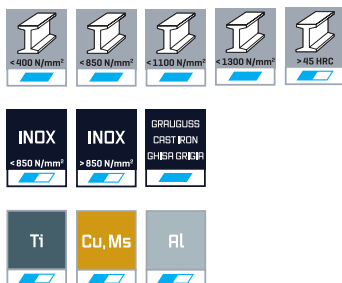 <400 N/mm² <850 N/mm² <1100 N/mm² <1300 N/mm² >45 HRC
INOX INOX GRAUGUSS
CAST IRON
GHISA GRIGIA
<850 N/mm² >850 N/mm²
Ti Cu, Ms Al